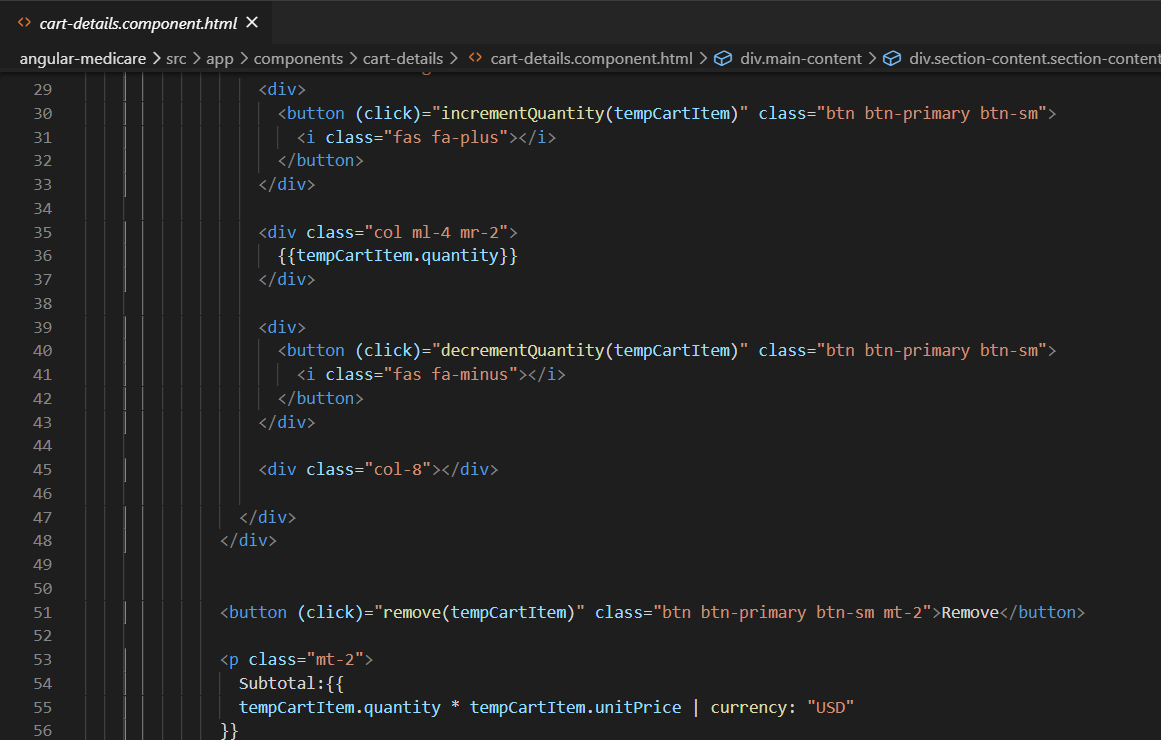 cart-details.component.html
angular-medicare > src > app > components > cart-details > cart-details.component.html > div.main-content > div.section-content.section-content
29 <div>
30 <button (click)="incrementQuantity(tempCartItem)" class="btn btn-primary btn-sm">
31 <i class="fas fa-plus"></i>
32 </button>
33 </div>
34
35 <div class="col ml-4 mr-2">
36 {{tempCartItem.quantity}}
37 </div>
38
39 <div>
40 <button (click)="decrementQuantity(tempCartItem)" class="btn btn-primary btn-sm">
41 <i class="fas fa-minus"></i>
42 </button>
43 </div>
44
45 <div class="col-8"></div>
46
47 </div>
48 </div>
49
50
51 <button (click)="remove(tempCartItem)" class="btn btn-primary btn-sm mt-2">Remove</button>
52
53 <p class="mt-2">
54 Subtotal:{{
55 tempCartItem.quantity * tempCartItem.unitPrice | currency: "USD"
56 }}